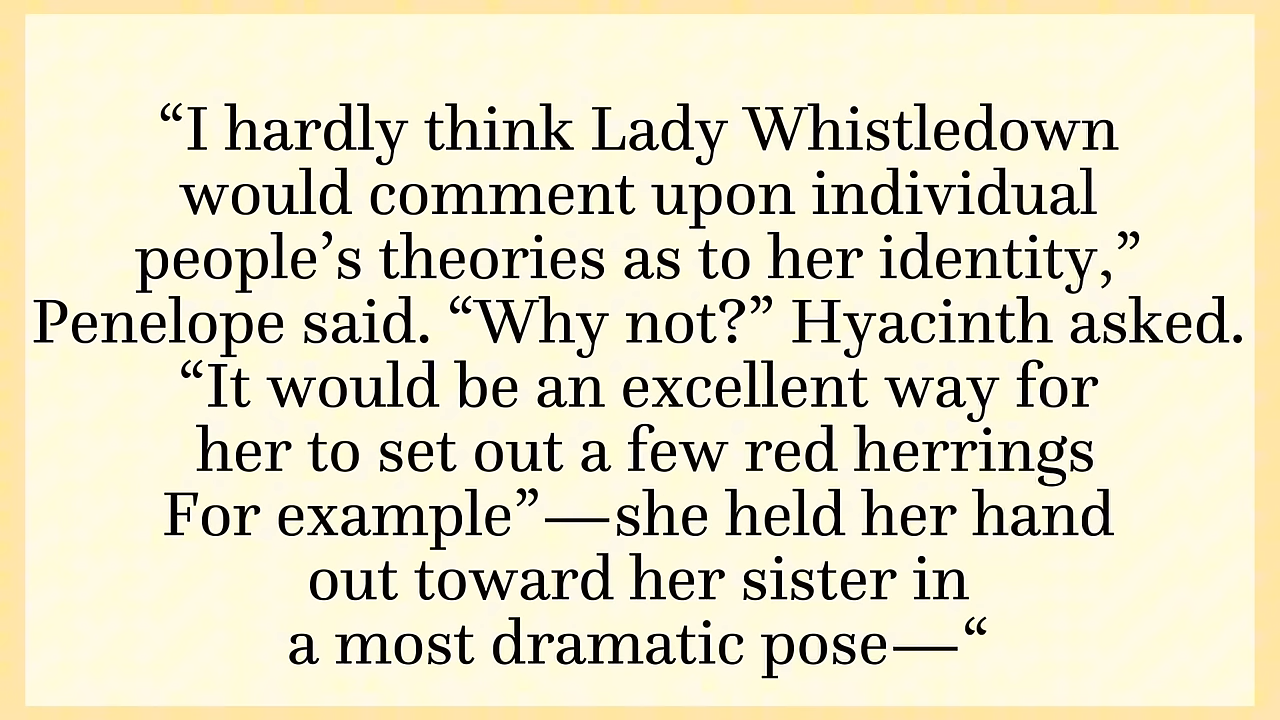 “I hardly think Lady Whistledown
would comment upon individual
people’s theories as to her identity,”
Penelope said. “Why not?” Hyacinth asked.
“It would be an excellent way for
her to set out a few red herrings
For example”—she held her hand
out toward her sister in
a most dramatic pose—“